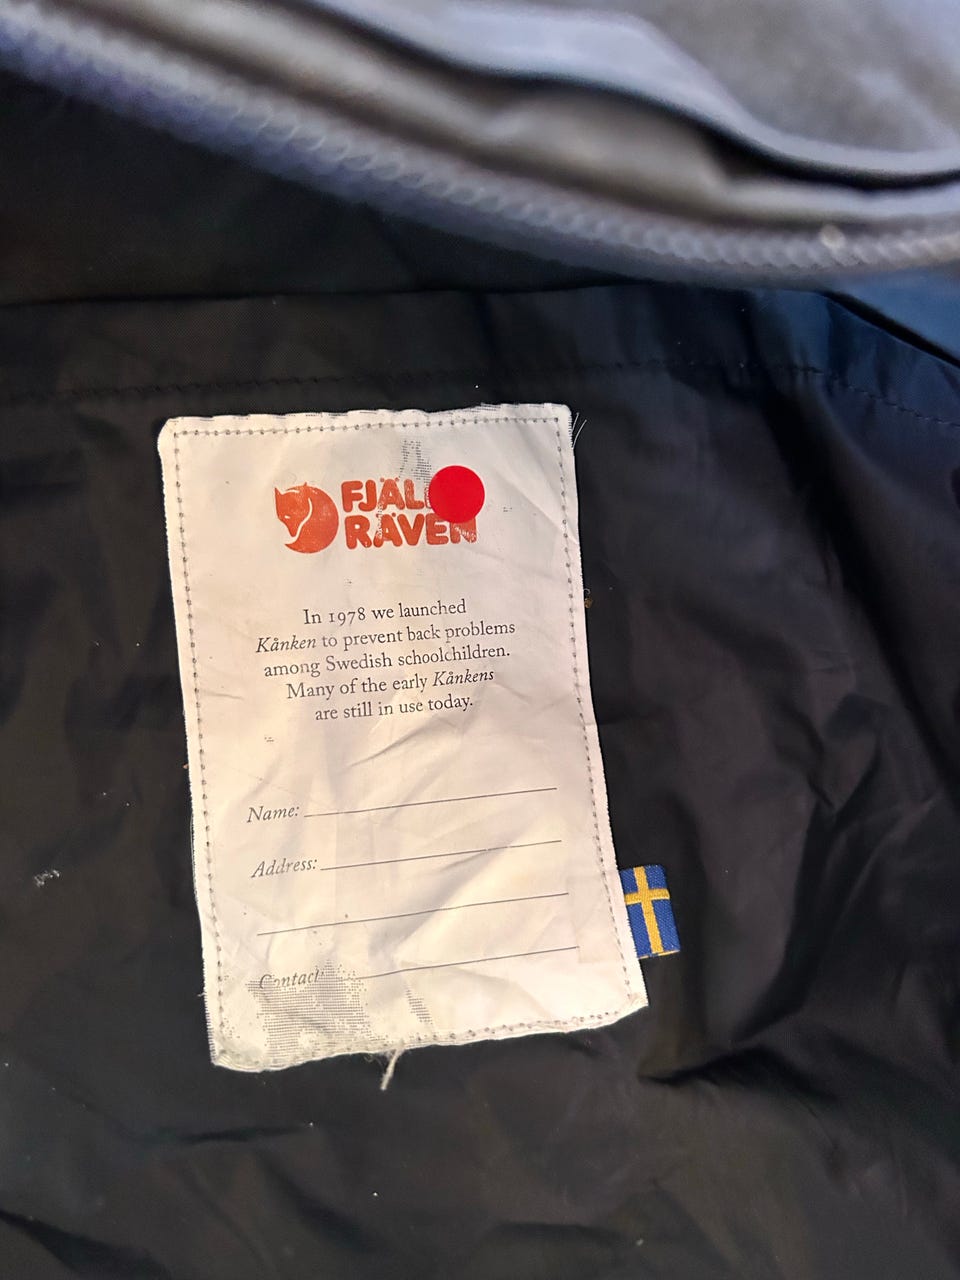 FJÄL
RÄVEN
In 1978 we launched
Kånken to prevent back problems
among Swedish schoolchildren.
Many of the early Kånkens
are still in use today.
Name:
Address:
Contact: